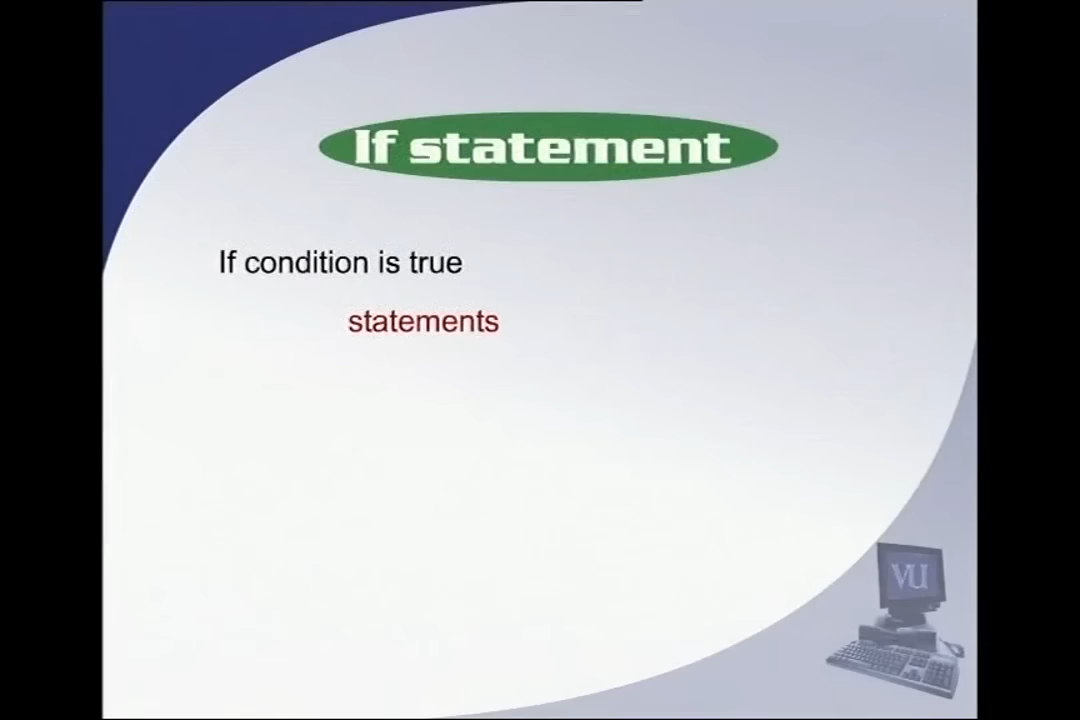 If statement
If condition is true
statements
VU